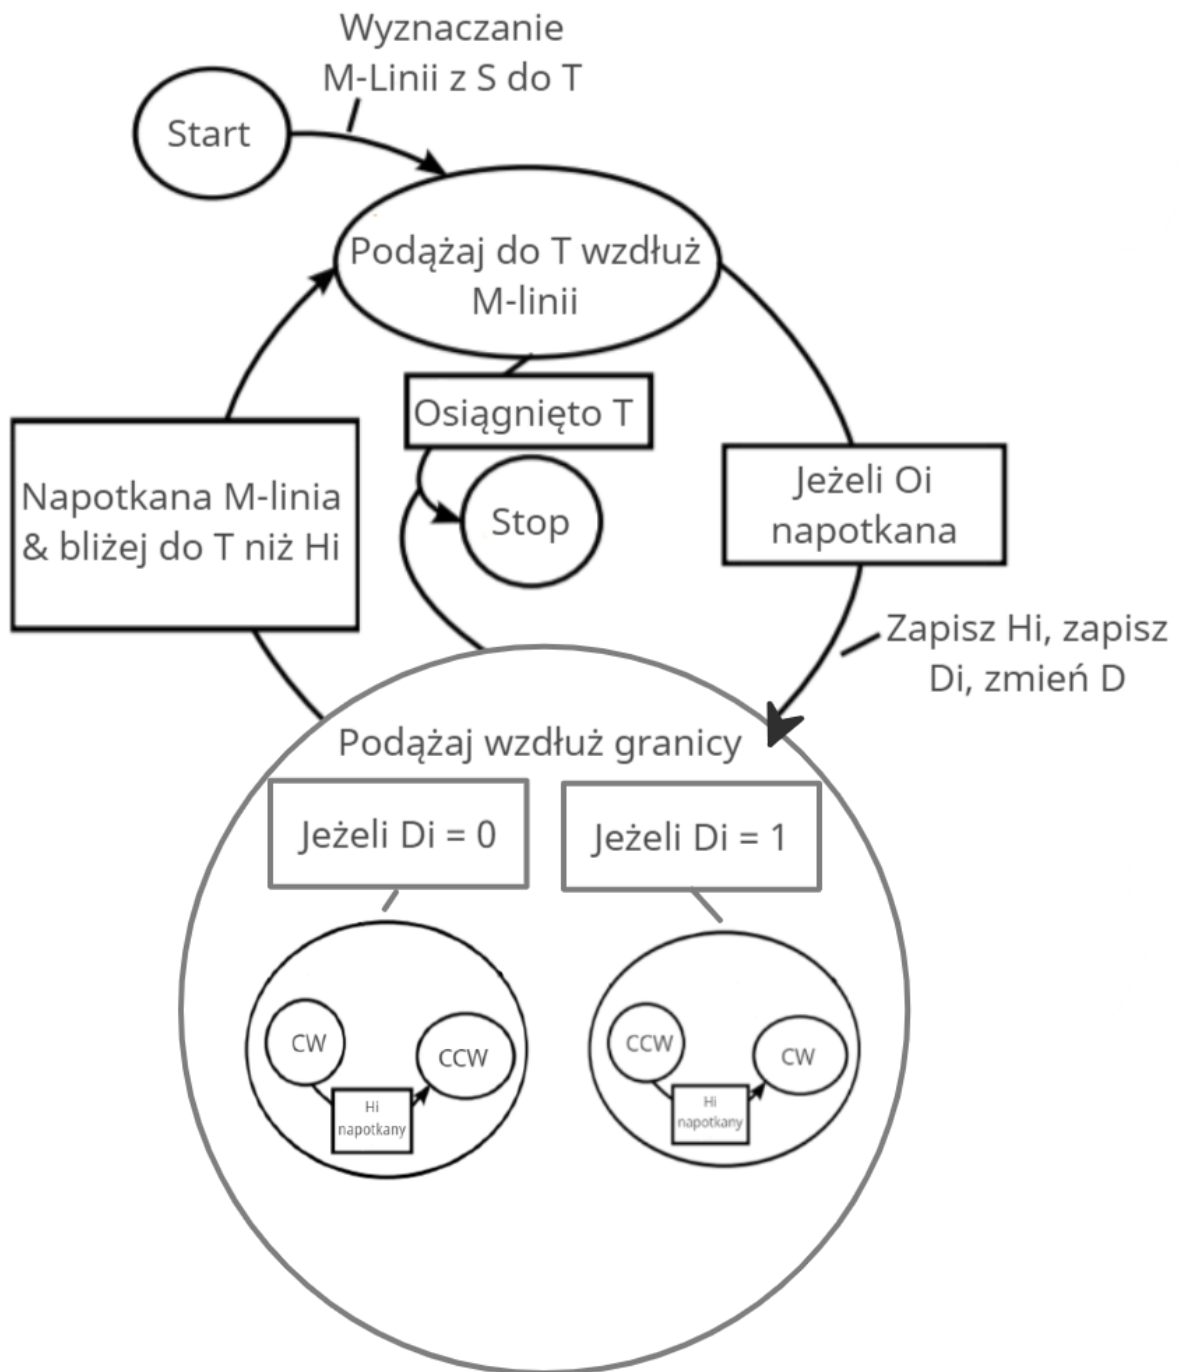 Wyznaczanie
M-Linii z S do T
Start
Podążaj do T wzdłuż
M-linii
Osiągnięto T
Stop
Napotkana M-linia
& bliżej do T niż Hi
Jeżeli Oi
napotkana
Zapisz Hi, zapisz
Di, zmień D
Podążaj wzdłuż granicy
Jeżeli Di = 0
Jeżeli Di = 1
CW
CCW
Hi
napotkany
CCW
CW
Hi
napotkany